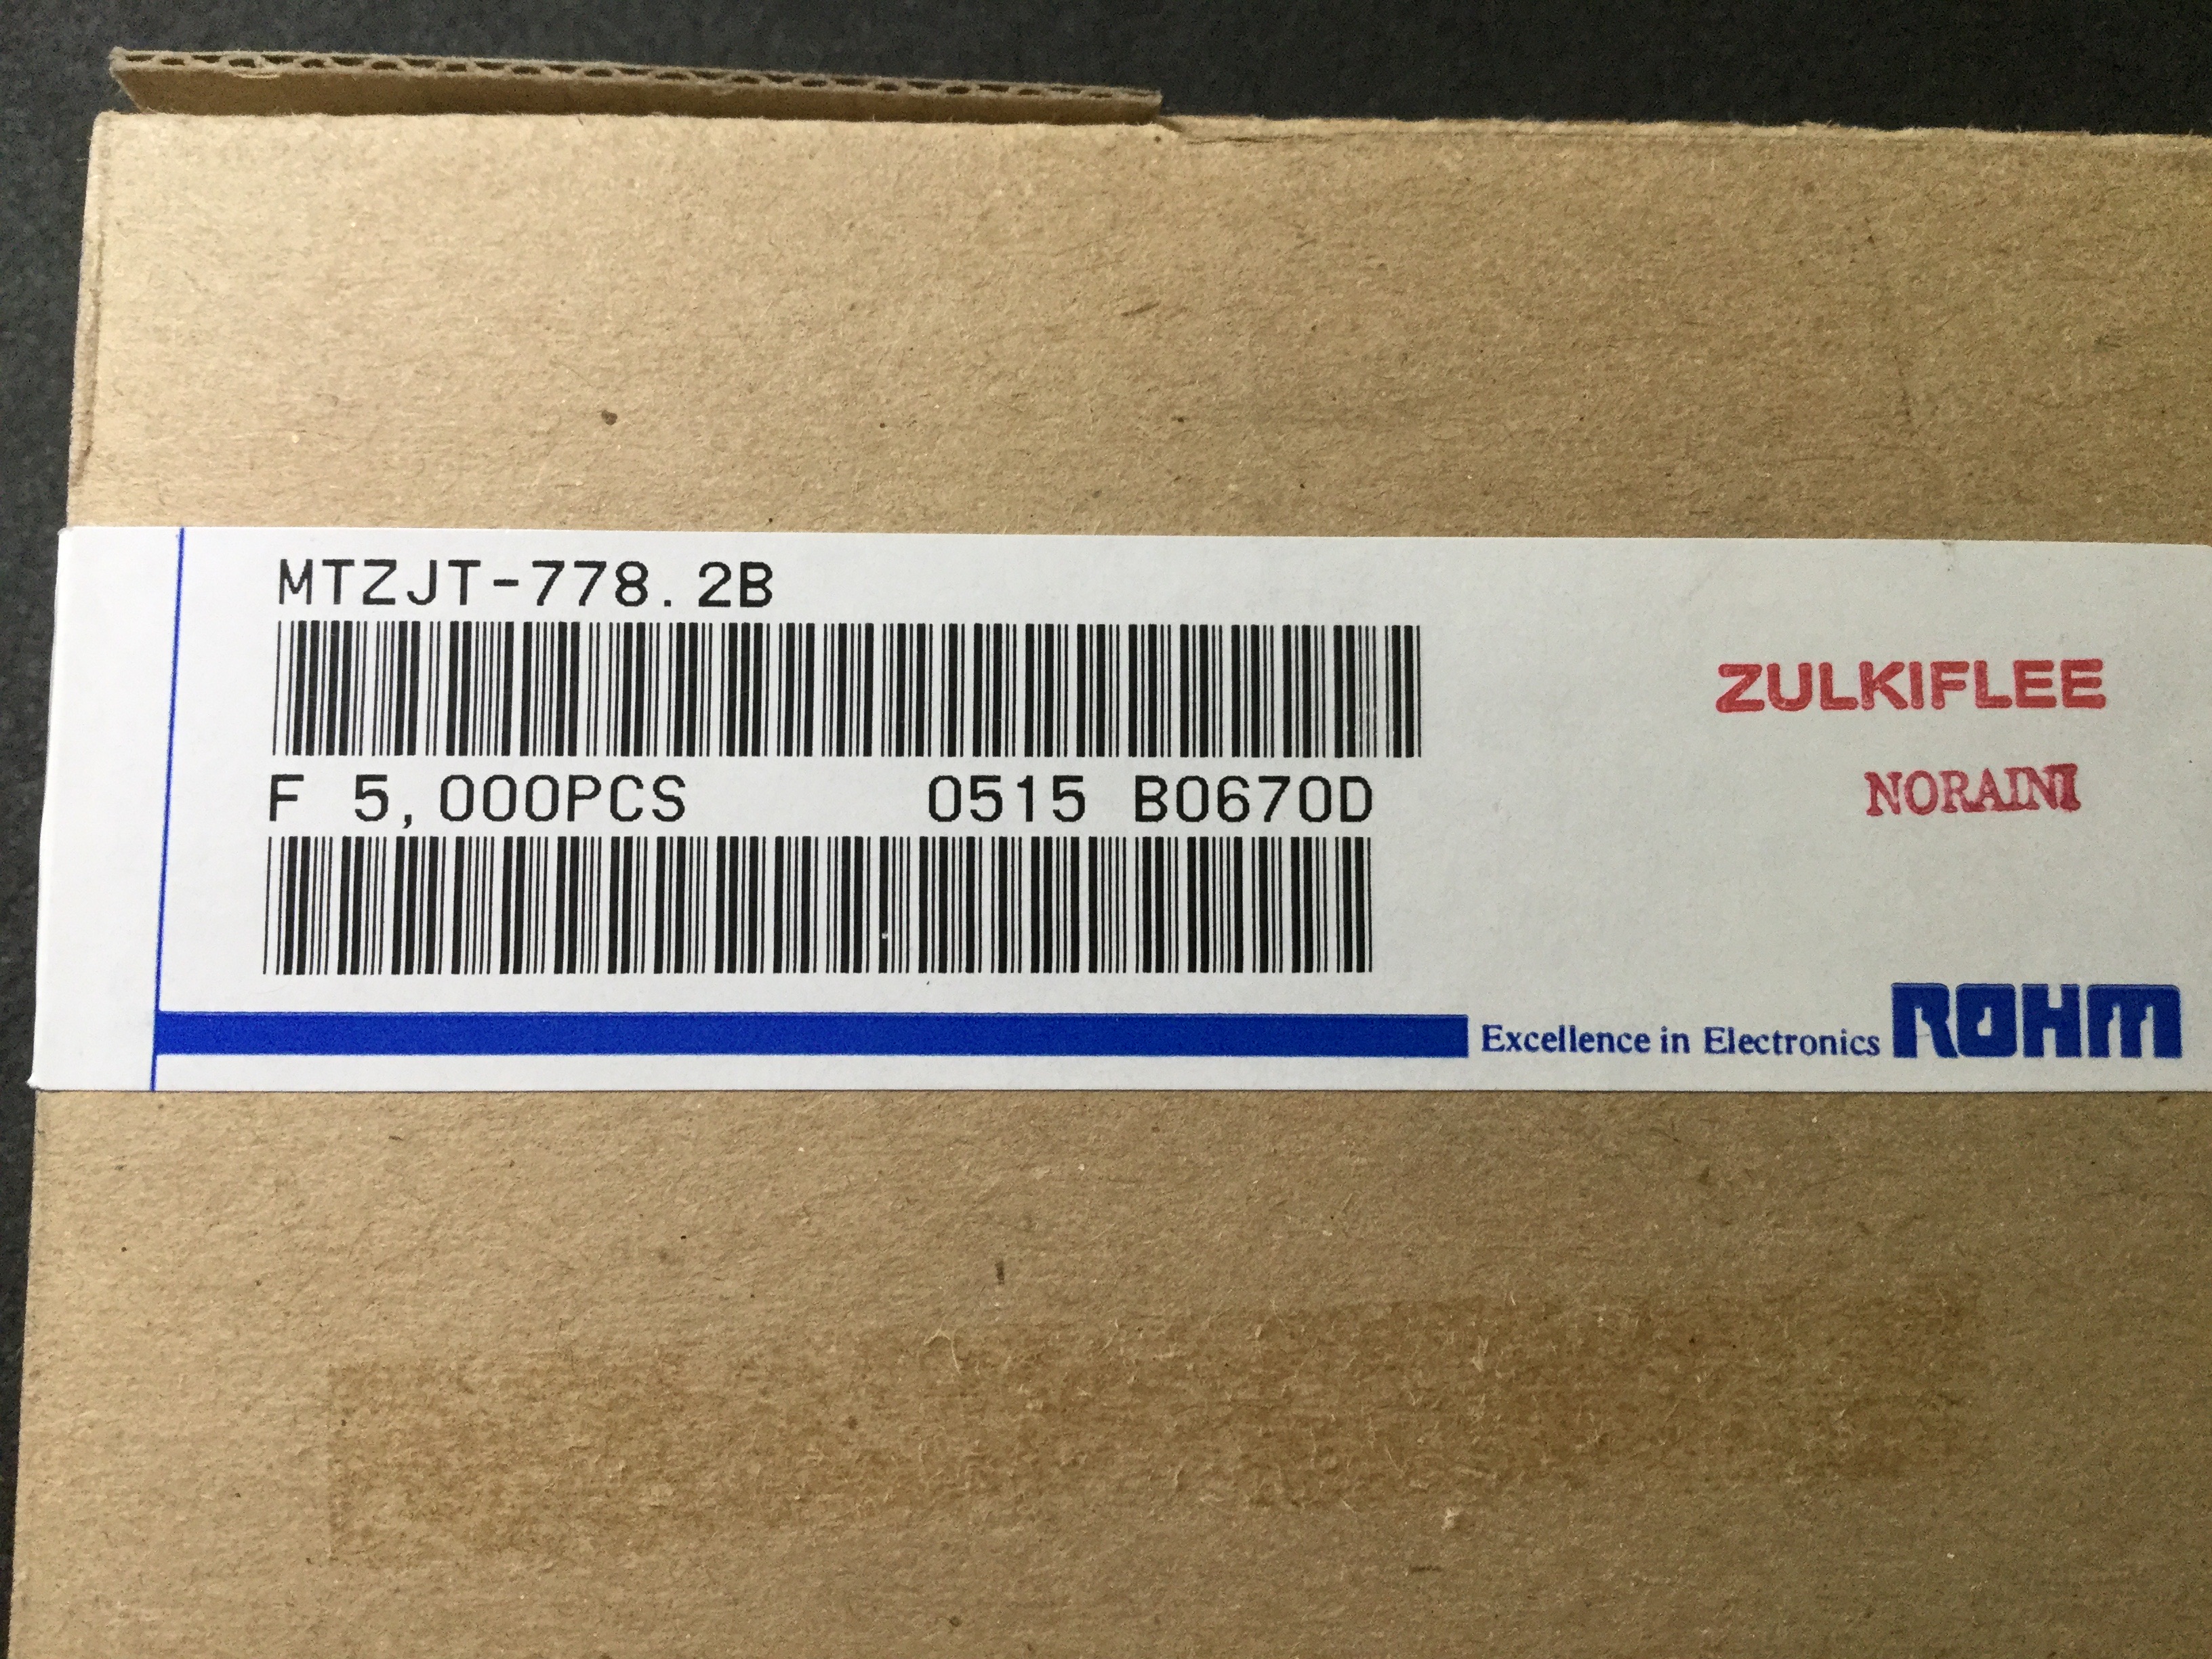 MTZJT-778.2B
F 5,000PCS 0515 B0670D
ZULKIFLEE
NORAINI
Excellence in Electronics ROHM